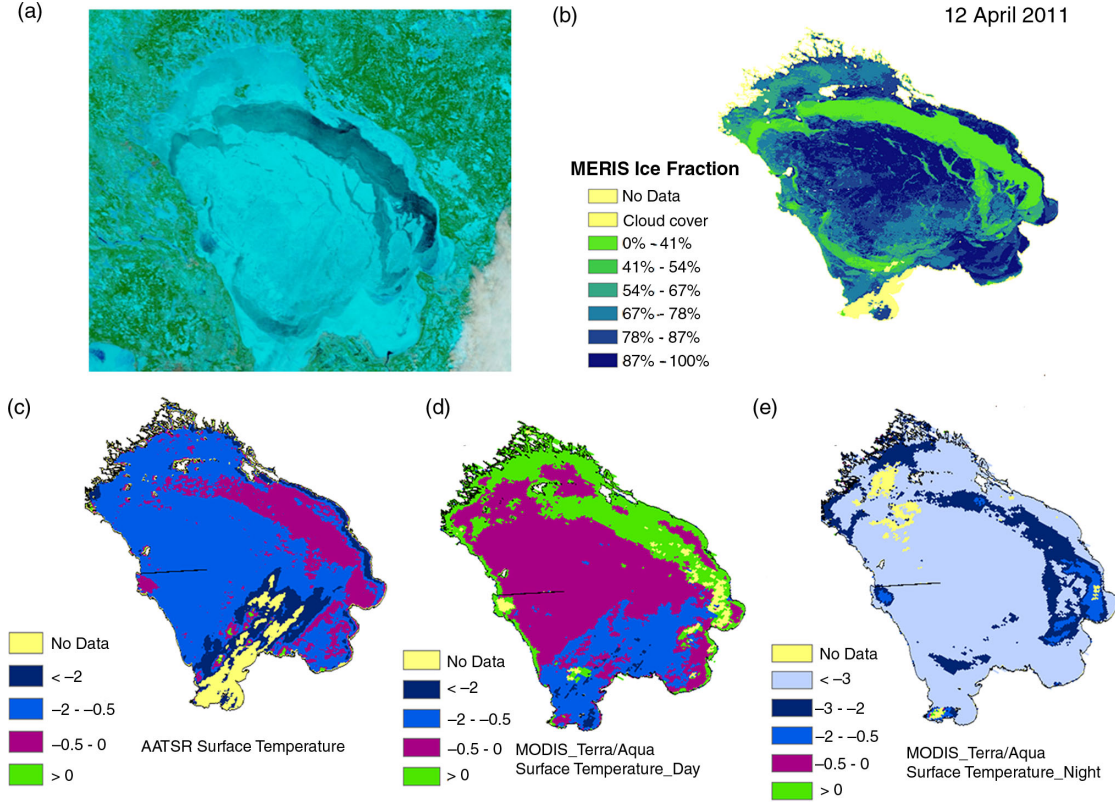 (a)
(b)
12 April 2011
MERIS Ice Fraction
No Data
Cloud cover
0% - 41%
41% - 54%
54% - 67%
67% - 78%
78% - 87%
87% - 100%
(c)
No Data
< –2
–2 - –0.5
–0.5 - 0
> 0
AATSR Surface Temperature
(d)
No Data
< –2
–2 - –0.5
–0.5 - 0
> 0
MODIS_Terra/Aqua
Surface Temperature_Day
(e)
No Data
< –3
–3 - –2
–2 - –0.5
–0.5 - 0
> 0
MODIS_Terra/Aqua
Surface Temperature_Night